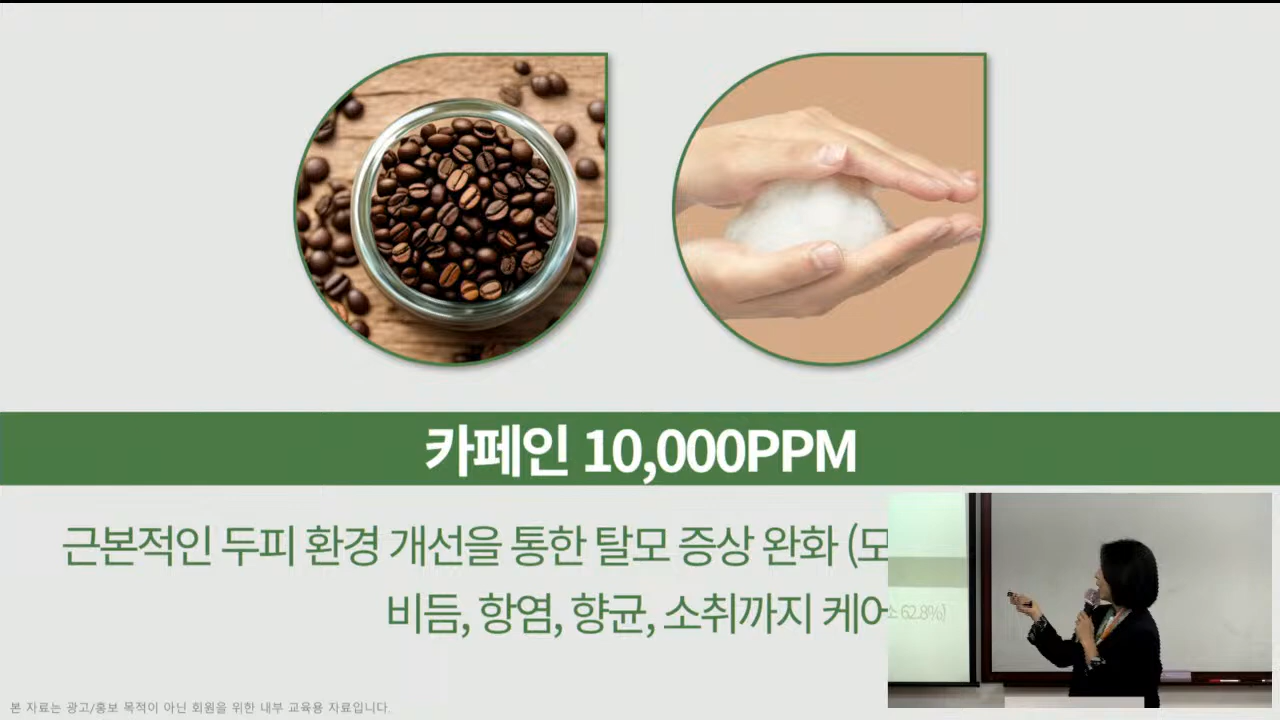 카페인 10,000PPM
근본적인 두피 환경 개선을 통한 탈모 증상 완화 (모
비듬, 항염, 향균, 소취까지 케어
소 62.8%)
본 자료는 광고/홍보 목적이 아닌 회원을 위한 내부 교육용 자료입니다.